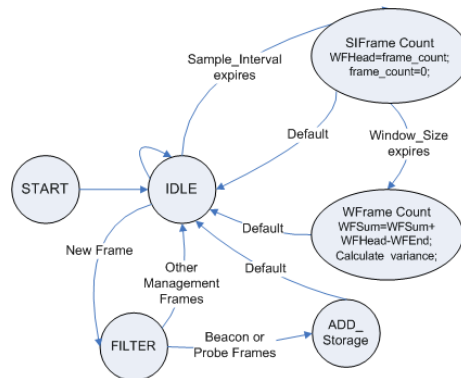 SIFrame Count
WFHead=frame_count;
frame_count=0;
Sample_Interval
expires
Default
Window_Size
expires
START
IDLE
WFrame Count
WFSum=WFSum+
WFHead-WFEnd;
Calculate variance;
Default
New Frame
Other
Management
Frames
Default
FILTER
Beacon or
Probe Frames
ADD_
Storage